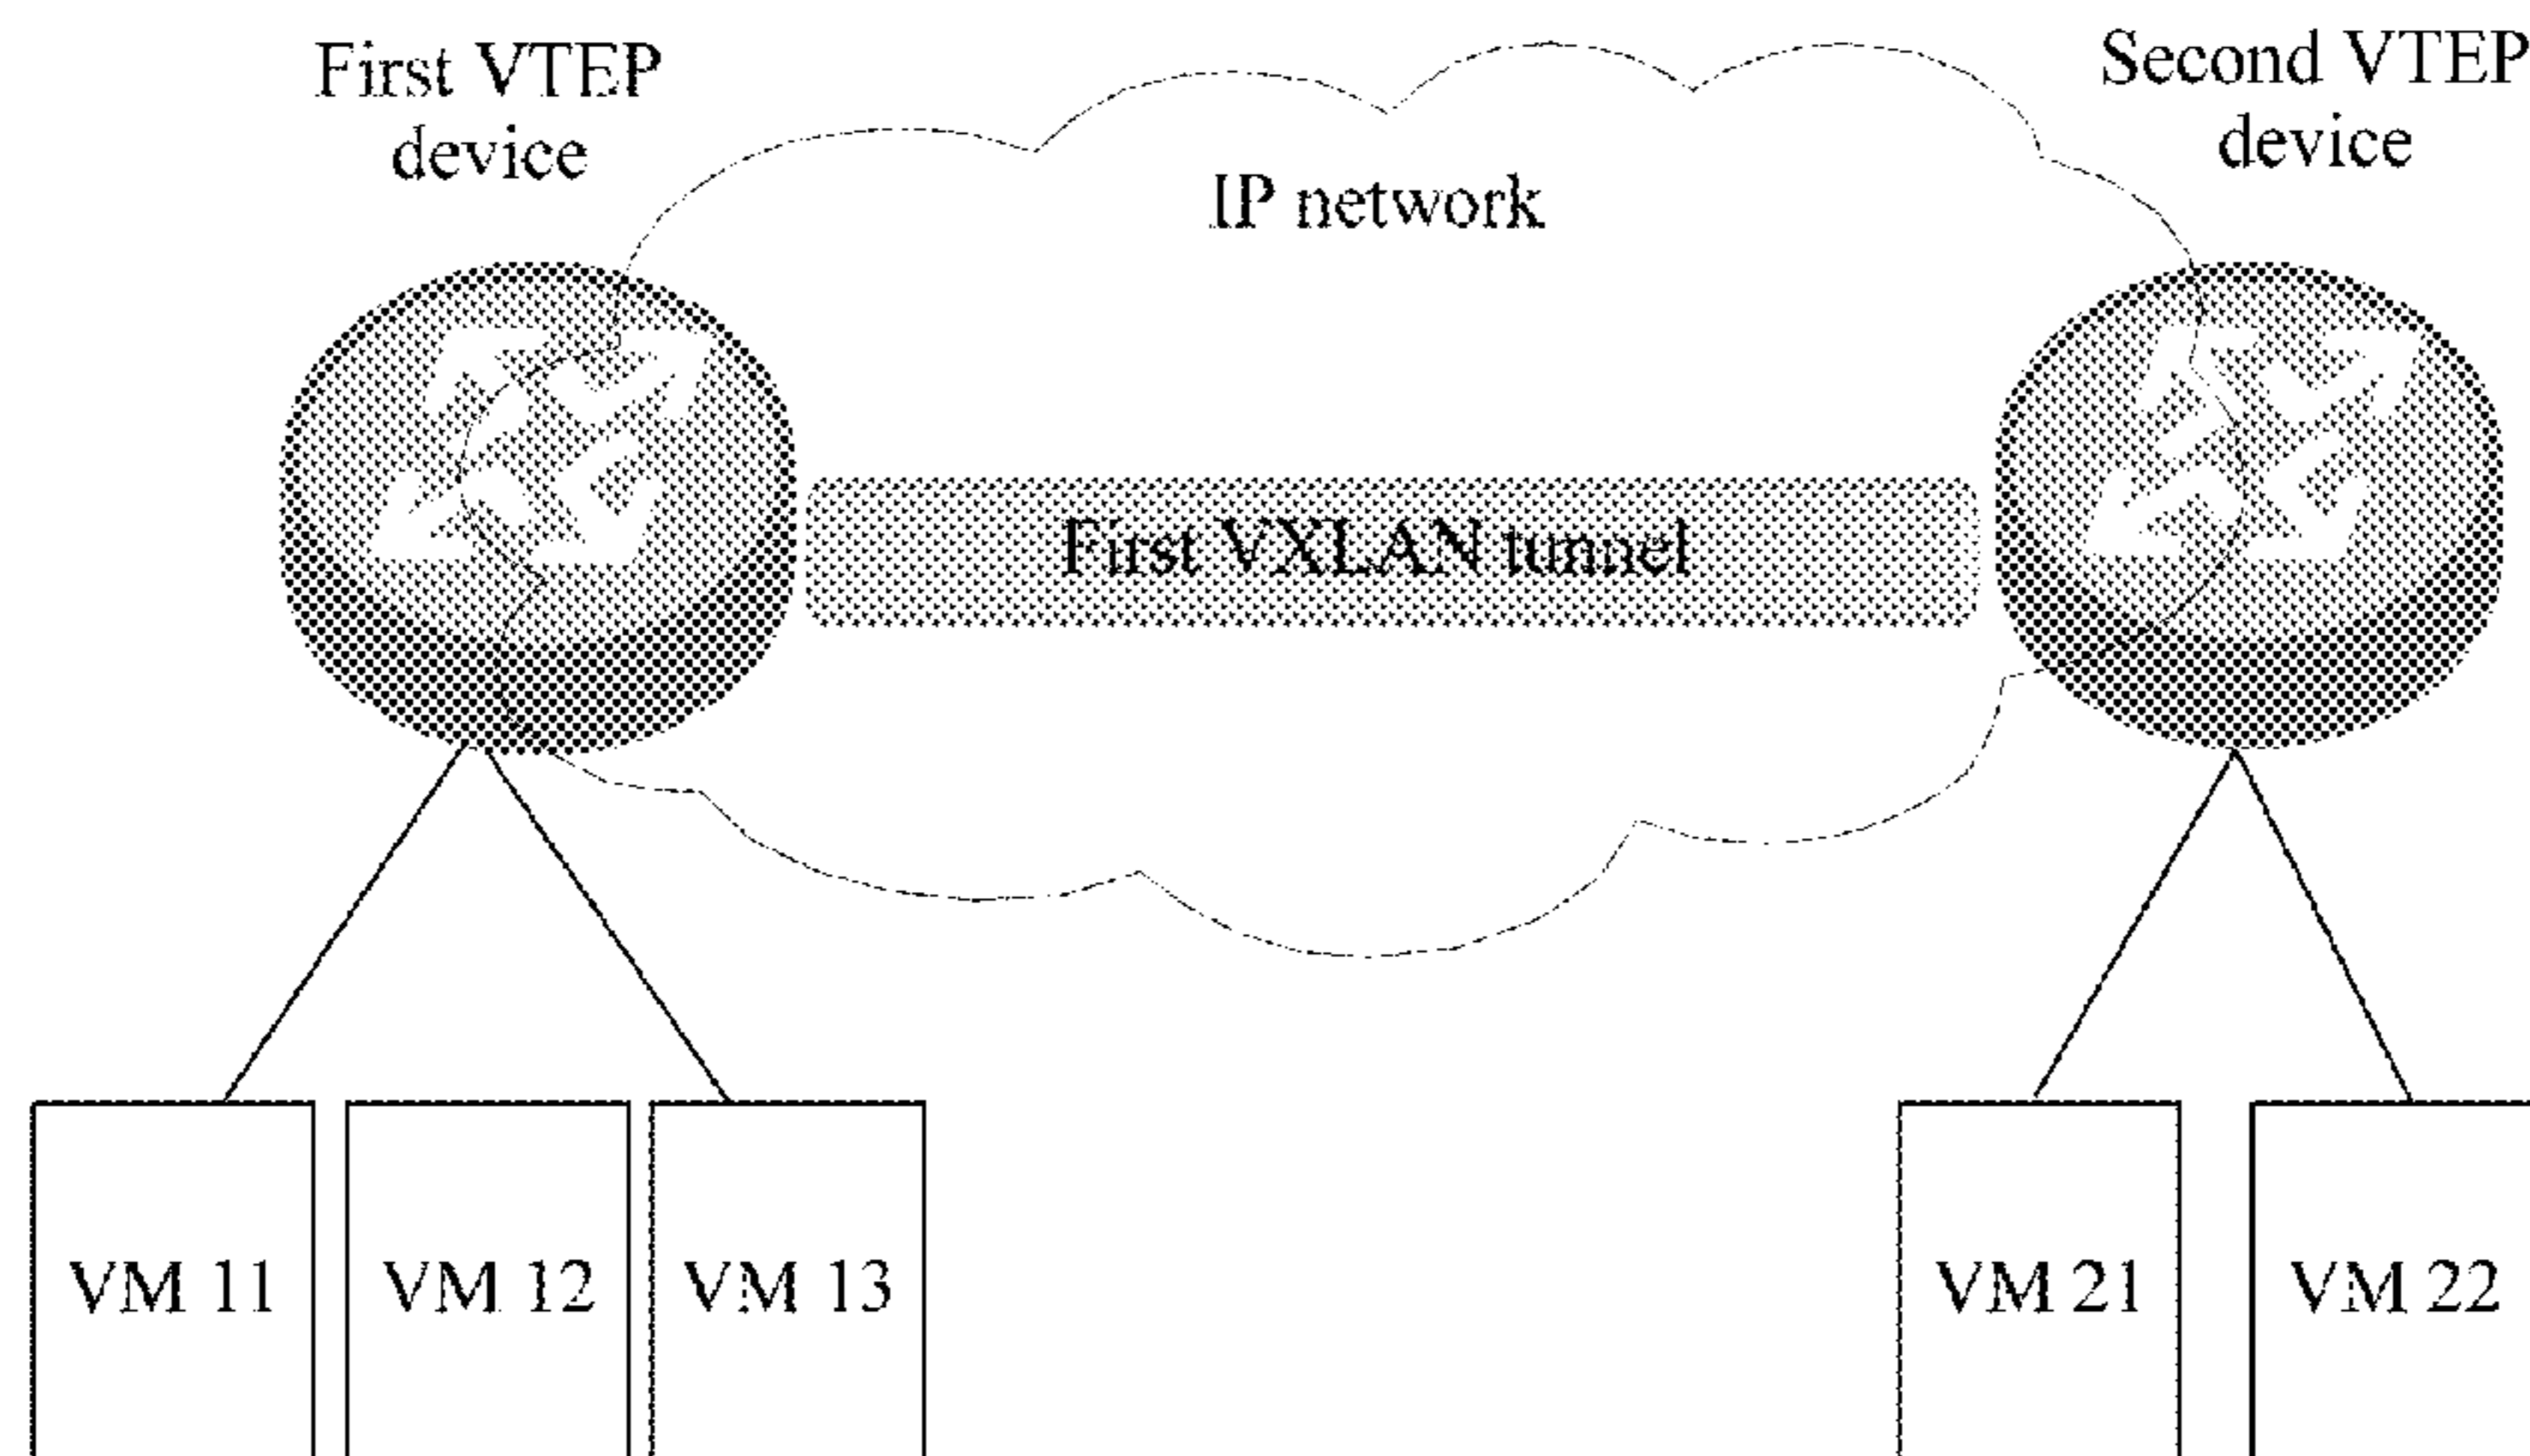 First VTEP
device
Second VTEP
device
IP network
First VXLAN tunnel
VM 11
VM 12
VM 13
VM 21
VM 22